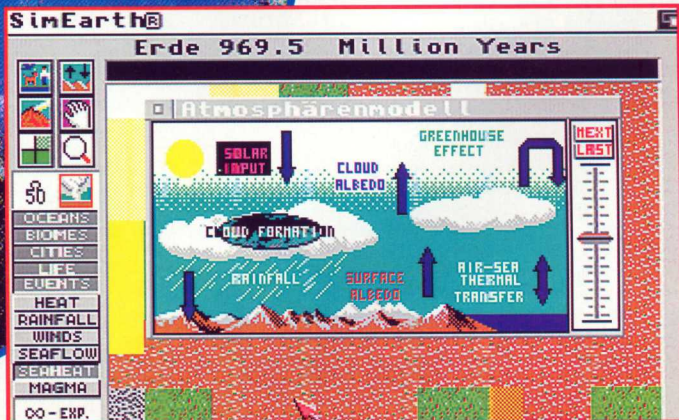 SimEarth®
Erde 969.5 Million Years
Atmosphärenmodell
SOLAR
INPUT
CLOUD
ALBEDO
GREENHOUSE
EFFECT
NEXT
LAST
CLOUD FORMATION
RAINFALL
SURFACE
ALBEDO
AIR-SEA
THERMAL
TRANSFER
50
OCEANS
BIOMES
CITIES
LIFE
EVENTS
HEAT
RAINFALL
WINDS
SEAFLOW
SEAHEAT
MAGMA
∞-EXP.